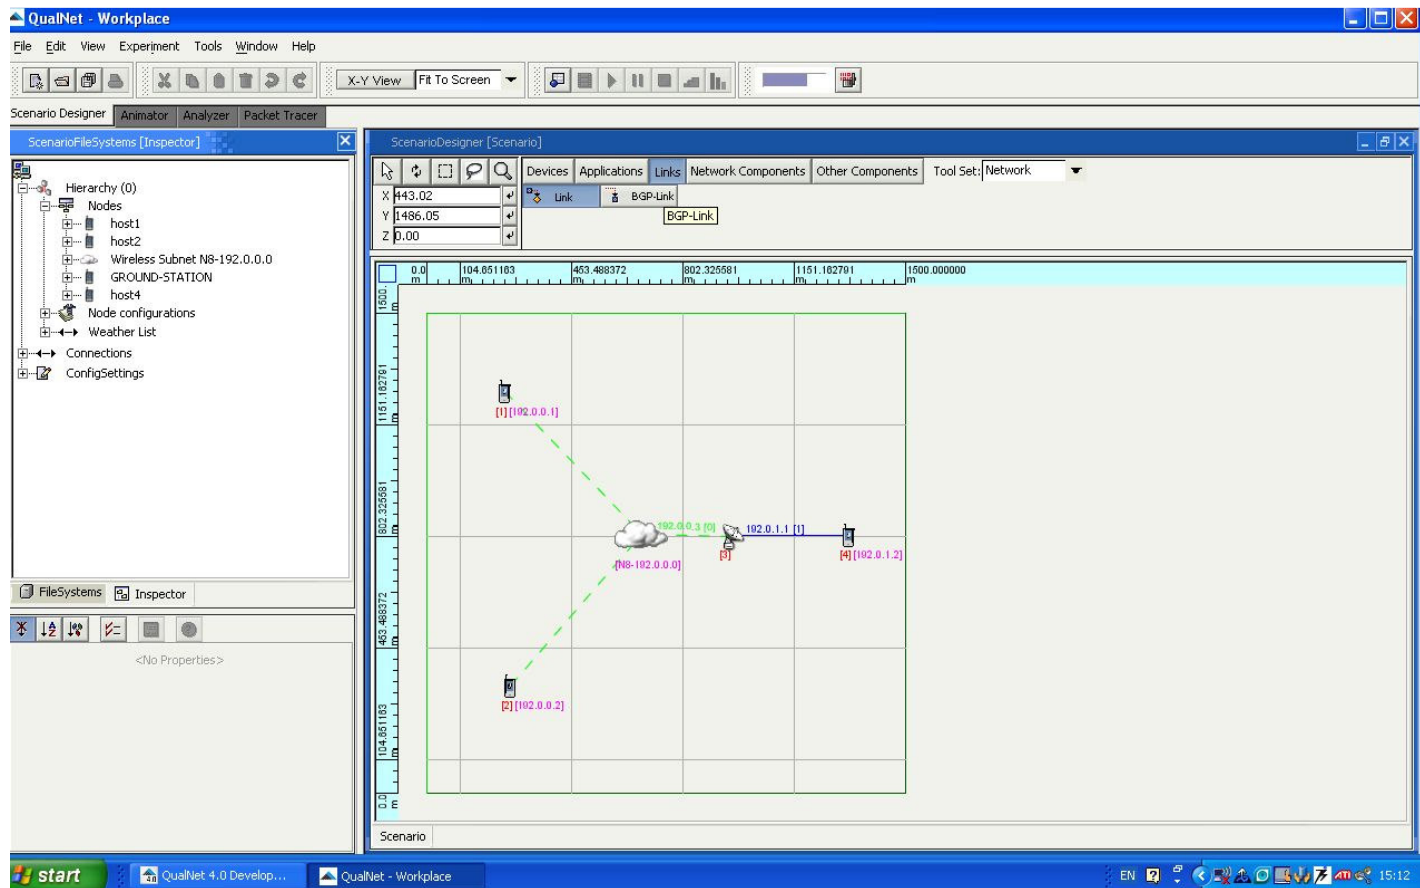 QualNet - Workplace
File Edit View Experiment Tools Window Help
X-Y View Fit To Screen
Scenario Designer Animator Analyzer Packet Tracer
ScenarioFileSystems [Inspector]
Hierarchy (0)
Nodes
host1
host2
Wireless Subnet N8-192.0.0.0
GROUND-STATION
host4
Node configurations
Weather List
Connections
ConfigSettings
FileSystems Inspector
<No Properties>
ScenarioDesigner [Scenario]
Devices Applications Links Network Components Other Components Tool Set: Network
X 443.02
Y 1486.05
Z 0.00
Link BGP-Link
BGP-Link
0.0 m 104.651163 m 453.488372 m 802.325581 m 1151.162791 m 1500.000000 m
1500.
m
1151.162791 m
802.325581 m
463.488372 m
104.651163 m
0.0 m
[1] [192.0.0.1]
192.0.0.3 [0] 192.0.1.1 [1]
[N8-192.0.0.0] [3] [4] [192.0.1.2]
[2] [192.0.0.2]
Scenario
start 4.0 QualNet 4.0 Develop... QualNet - Workplace EN ATI 15:12